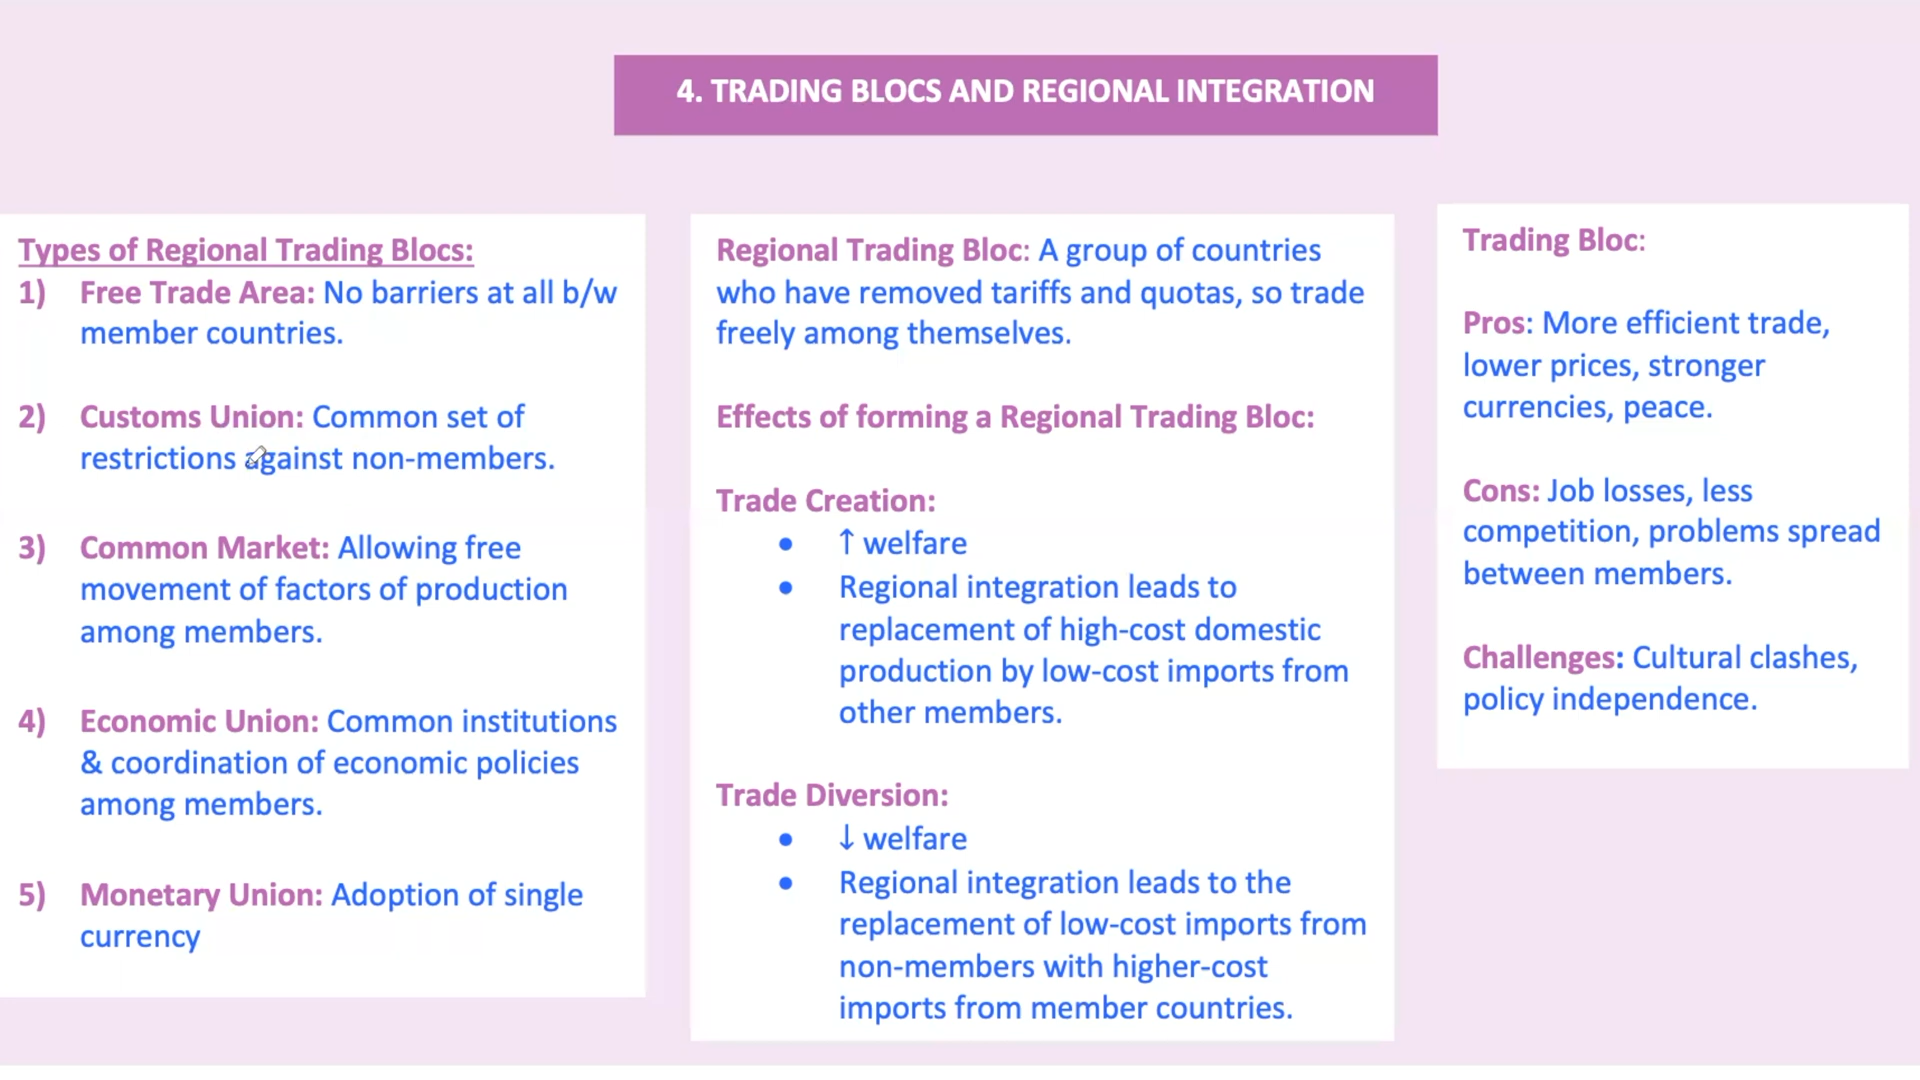 4. TRADING BLOCS AND REGIONAL INTEGRATION
Types of Regional Trading Blocs:
1) Free Trade Area: No barriers at all b/w
member countries.
2) Customs Union: Common set of
restrictions against non-members.
3) Common Market: Allowing free
movement of factors of production
among members.
4) Economic Union: Common institutions
& coordination of economic policies
among members.
5) Monetary Union: Adoption of single
currency
Regional Trading Bloc: A group of countries
who have removed tariffs and quotas, so trade
freely among themselves.
Effects of forming a Regional Trading Bloc:
Trade Creation:
• ↑ welfare
• Regional integration leads to
replacement of high-cost domestic
production by low-cost imports from
other members.
Trade Diversion:
• ↓ welfare
• Regional integration leads to the
replacement of low-cost imports from
non-members with higher-cost
imports from member countries.
Trading Bloc:
Pros: More efficient trade,
lower prices, stronger
currencies, peace.
Cons: Job losses, less
competition, problems spread
between members.
Challenges: Cultural clashes,
policy independence.